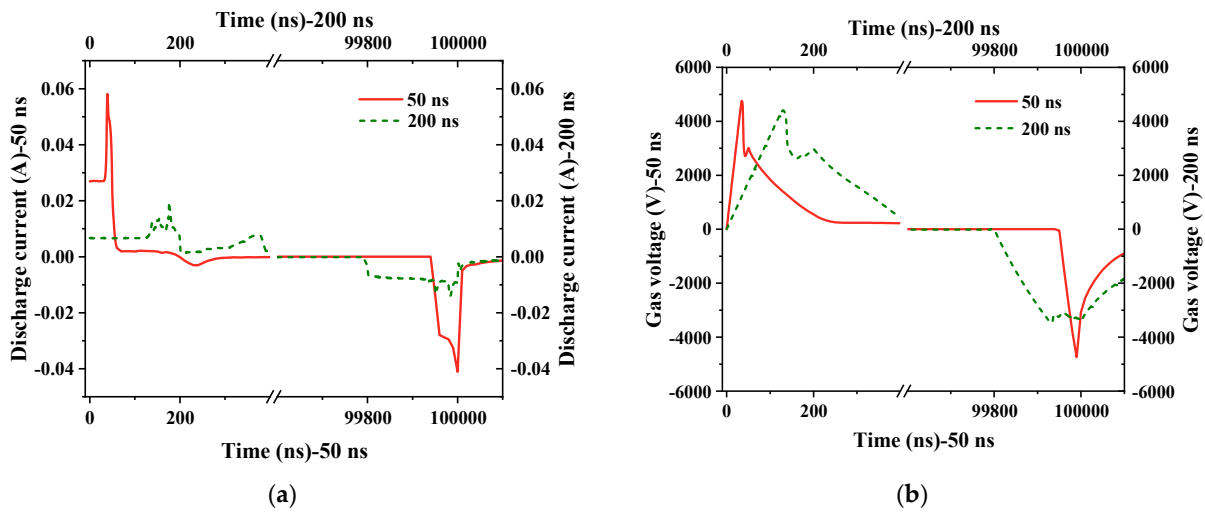 Time (ns)-200 ns
0 200 99800 100000
0.06 0.06
0.04 0.04
0.02 0.02
0.00 0.00
-0.02 -0.02
-0.04 -0.04
Discharge current (A)-50 ns
Discharge current (A)-200 ns
50 ns
200 ns
0 200 99800 100000
Time (ns)-50 ns
(a)
Time (ns)-200 ns
0 200 99800 100000
6000 6000
4000 4000
2000 2000
0 0
-2000 -2000
-4000 -4000
-6000 -6000
Gas voltage (V)-50 ns
Gas voltage (V)-200 ns
50 ns
200 ns
0 200 99800 100000
Time (ns)-50 ns
(b)